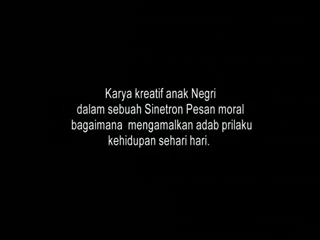 Karya kreatif anak Negri
dalam sebuah Sinetron Pesan moral
bagaimana mengamalkan adab prilaku
kehidupan sehari hari.